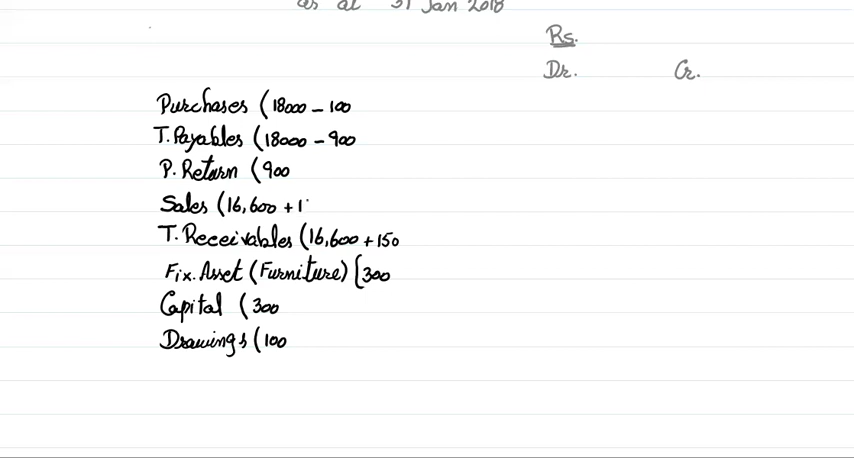 as at 31 Jan 2018
Rs.
Dr. Cr.
Purchases (18000 - 100
T. Payables (18000 - 900
P. Return (900
Sales (16,600 + 1
T. Receivables (16,600 + 150
Fix. Asset (Furniture) [300
Capital (300
Drawings (100